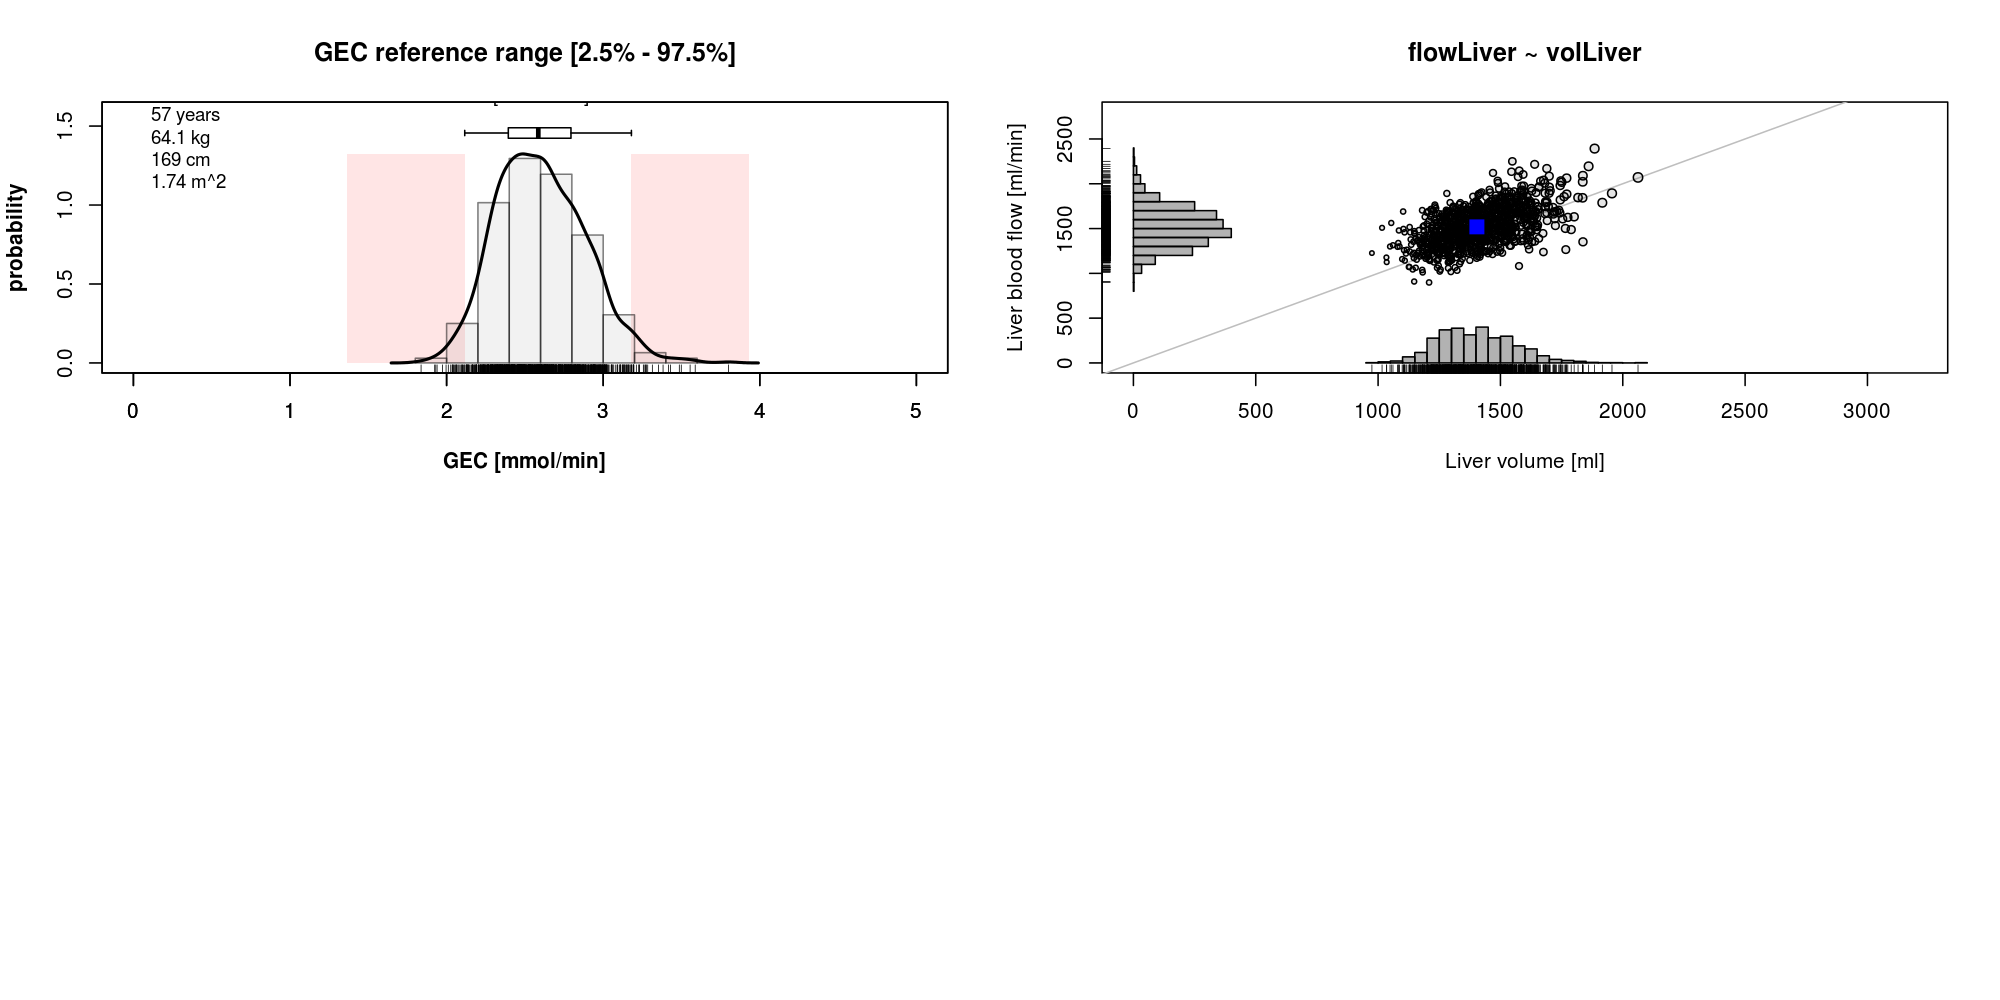 GEC reference range [2.5% - 97.5%]
57 years
64.1 kg
169 cm
1.74 m^2
probability
0.0 0.5 1.0 1.5
0 1 2 3 4 5
GEC [mmol/min]
flowLiver ~ volLiver
Liver blood flow [ml/min]
0 500 1500 2500
0 500 1000 1500 2000 2500 3000
Liver volume [ml]